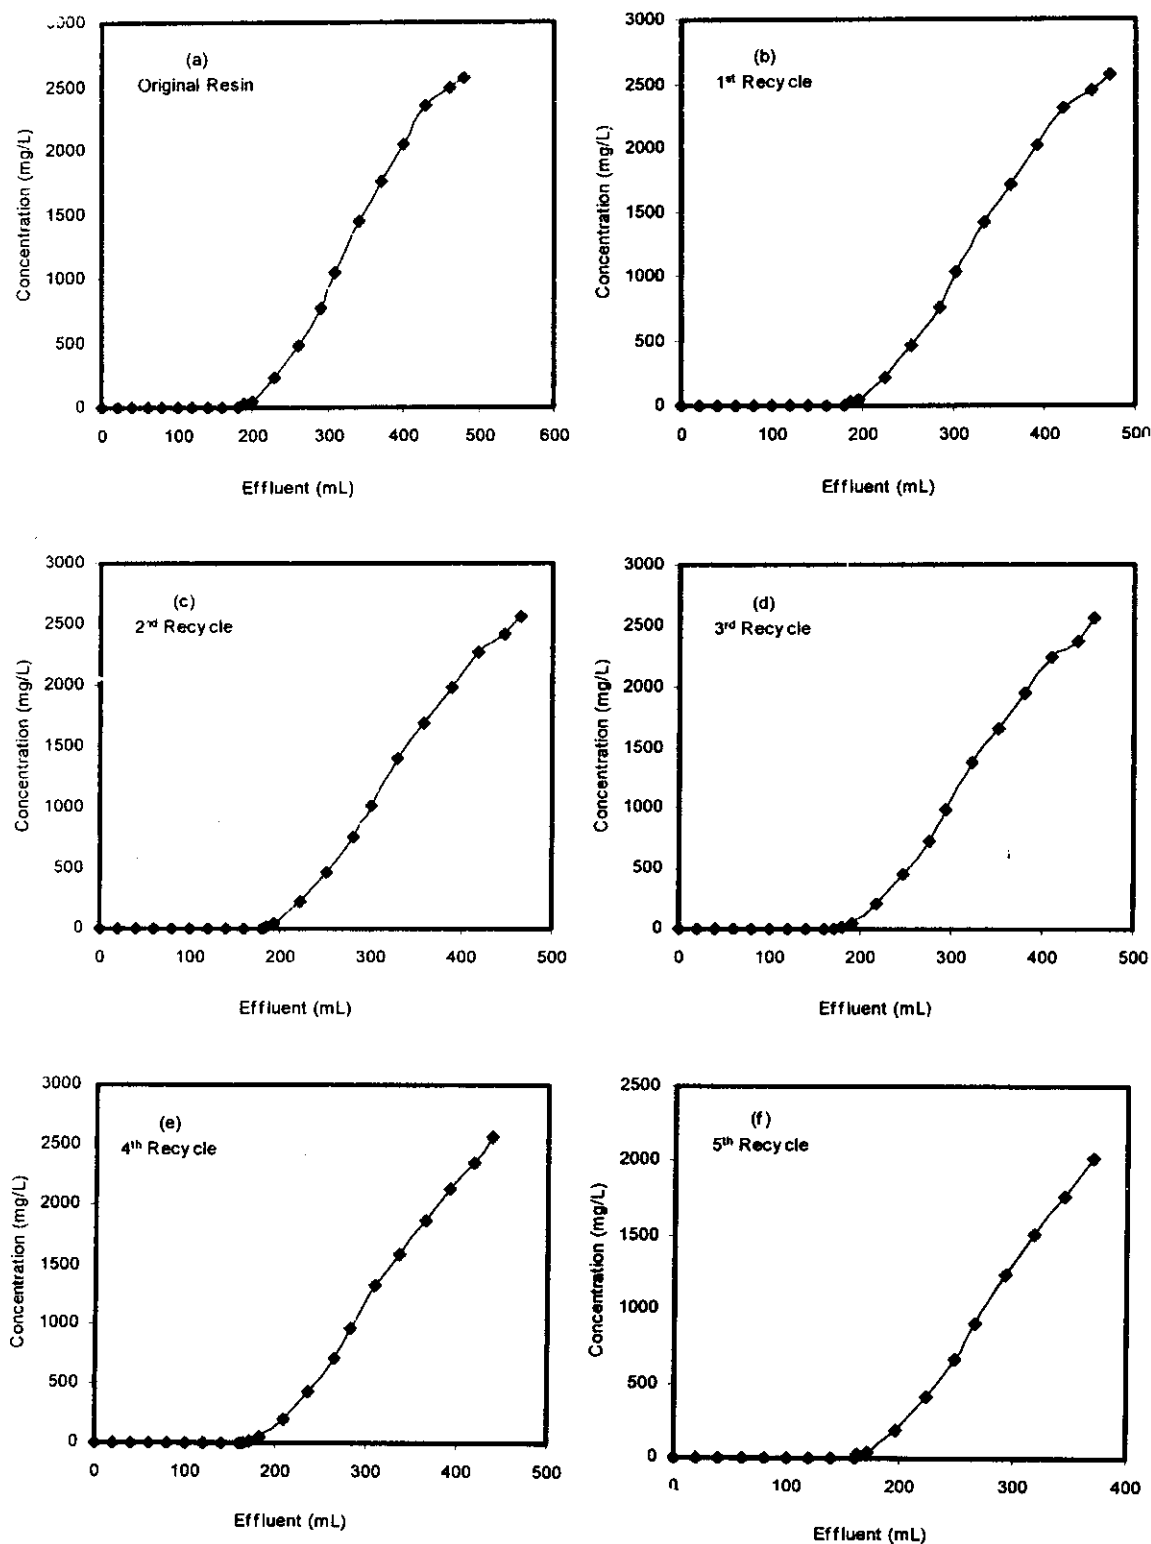 3000
2500
2000
1500
1000
500
0
Concentration (mg/L)
(a)
Original Resin
0 100 200 300 400 500 600
Effluent (mL)
3000
2500
2000
1500
1000
500
0
Concentration (mg/L)
(b)
1st Recycle
0 100 200 300 400 500
Effluent (mL)
3000
2500
2000
1500
1000
500
0
Concentration (mg/L)
(c)
2nd Recycle
0 100 200 300 400 500
Effluent (mL)
3000
2500
2000
1500
1000
500
0
Concentration (mg/L)
(d)
3rd Recycle
0 100 200 300 400 500
Effluent (mL)
3000
2500
2000
1500
1000
500
0
Concentration (mg/L)
(e)
4th Recycle
0 100 200 300 400 500
Effluent (mL)
2500
2000
1500
1000
500
0
Concentration (mg/L)
(f)
5th Recycle
0 100 200 300 400
Effluent (mL)